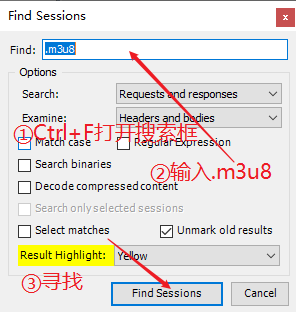 Find Sessions
Find: .m3u8
Options
Search: Requests and responses
Examine: Headers and bodies
①Ctrl+F打开搜索框
Match case Regular Expression
②输入.m3u8
Search binaries
Decode compressed content
Search only selected sessions
Select matches Unmark old results
Result Highlight: Yellow
③寻找
Find Sessions Cancel